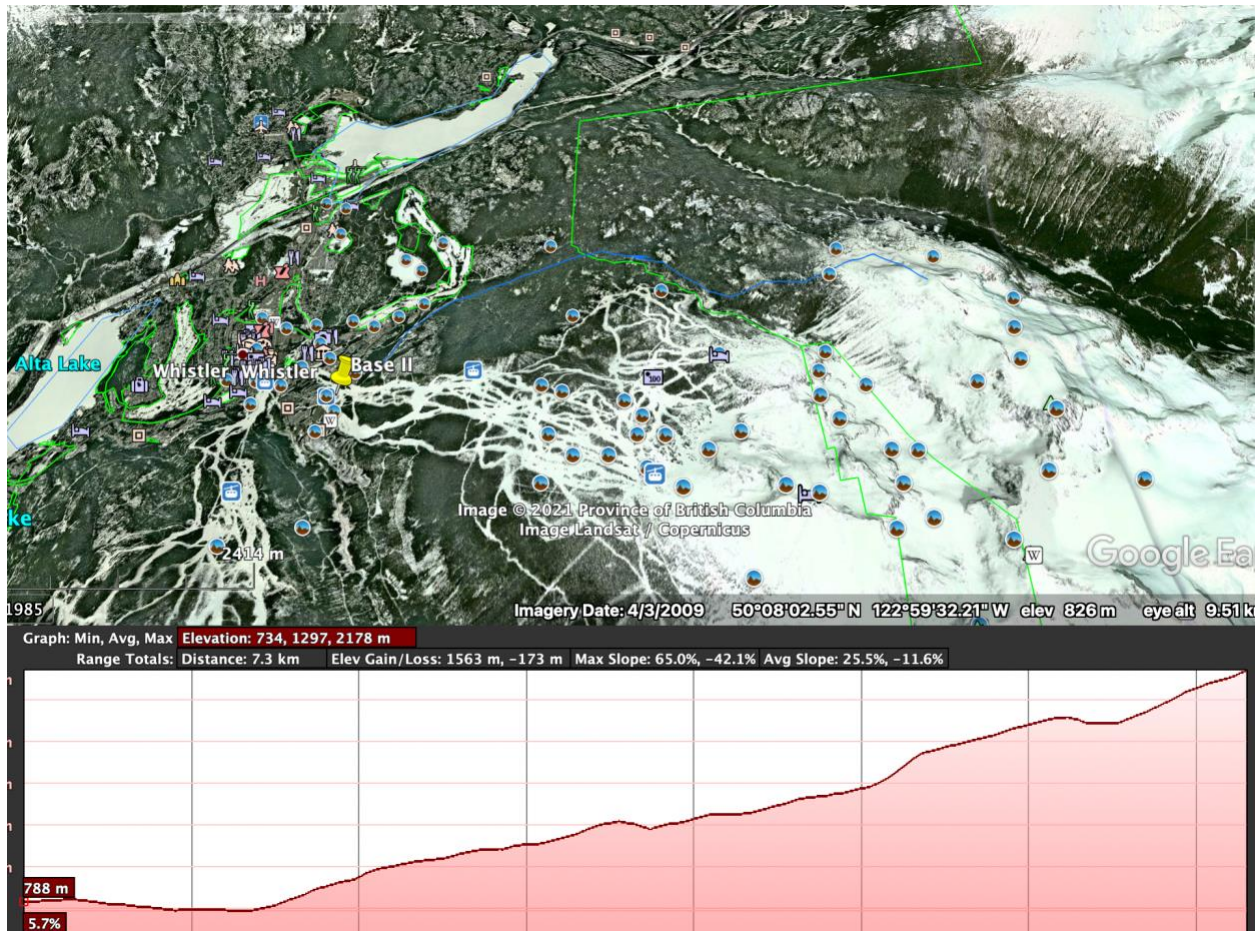 Alta Lake
Whistler
Whistler
Base II
W
W
H
100
ke
2414 m
Image © 2021 Province of British Columbia
Image Landsat / Copernicus
W
Google Ea
1985
Imagery Date: 4/3/2009 50°08'02.55" N 122°59'32.21" W elev 826 m eye alt 9.51 k
Graph: Min, Avg, Max Elevation: 734, 1297, 2178 m
Range Totals: Distance: 7.3 km Elev Gain/Loss: 1563 m, -173 m Max Slope: 65.0%, -42.1% Avg Slope: 25.5%, -11.6%
788 m
5.7%